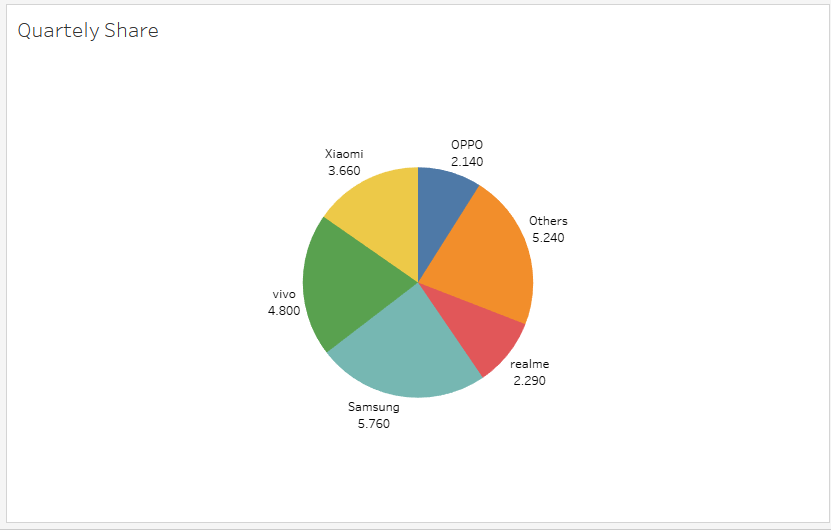 Quartely Share
OPPO
2.140
Xiaomi
3.660
Others
5.240
vivo
4.800
realme
2.290
Samsung
5.760